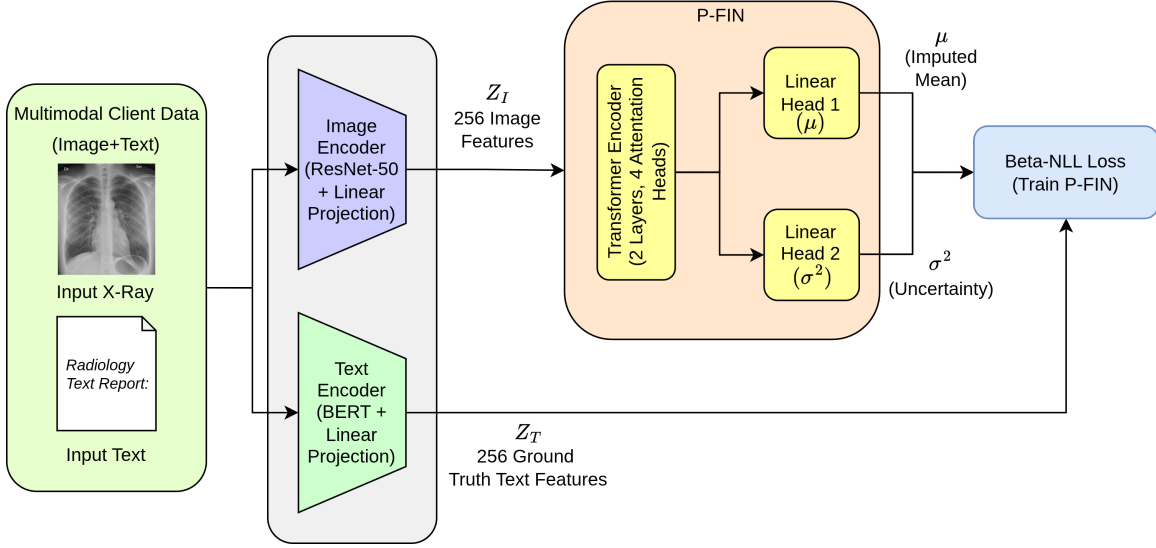 Multimodal Client Data
(Image+Text)
Input X-Ray
Radiology
Text Report:
Input Text
Image
Encoder
(ResNet-50
+ Linear
Projection)
Text
Encoder
(BERT +
Linear
Projection)
Z_I
256 Image
Features
Z_T
256 Ground
Truth Text Features
P-FIN
Transformer Encoder
(2 Layers, 4 Attentation
Heads)
Linear
Head 1
(μ)
Linear
Head 2
(σ²)
μ
(Imputed
Mean)
σ²
(Uncertainty)
Beta-NLL Loss
(Train P-FIN)